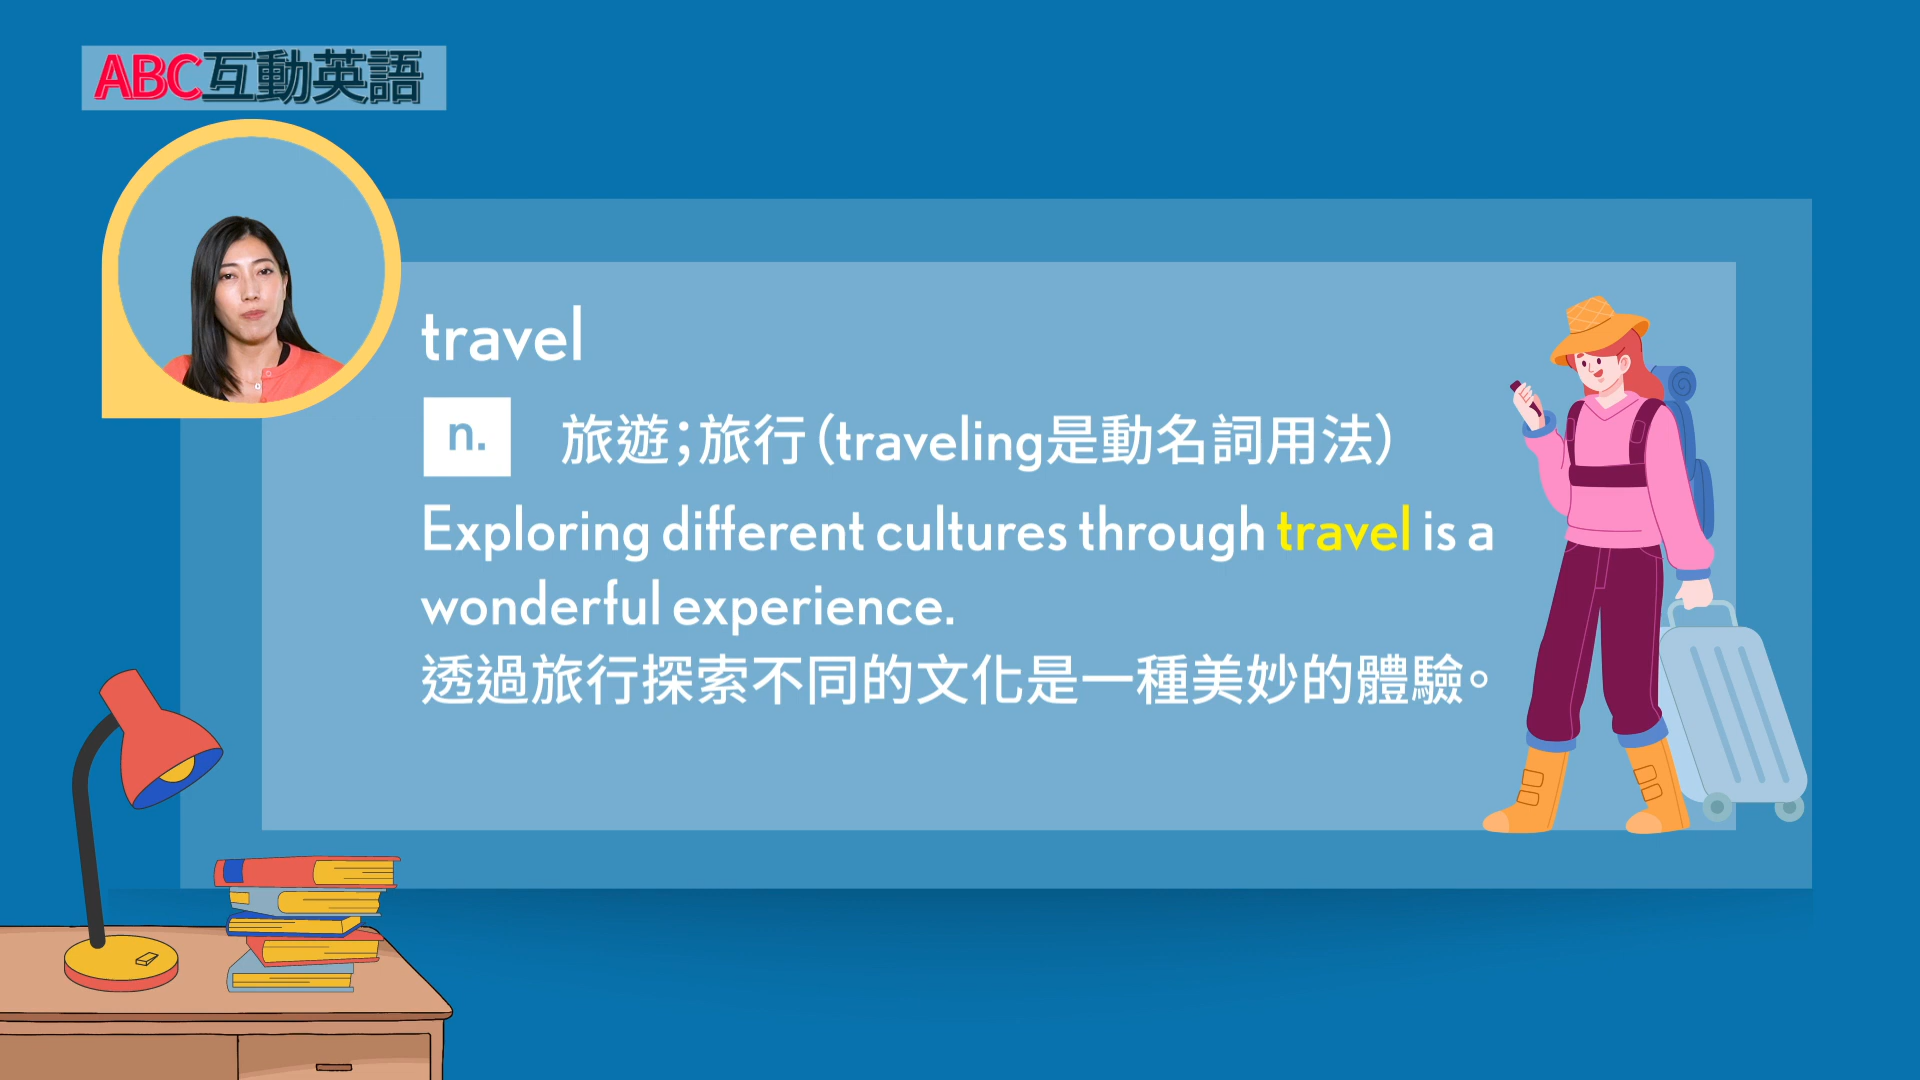 ABC互動英語
travel
n. 旅遊；旅行（traveling是動名詞用法）
Exploring different cultures through travel is a
wonderful experience.
透過旅行探索不同的文化是一種美妙的體驗。